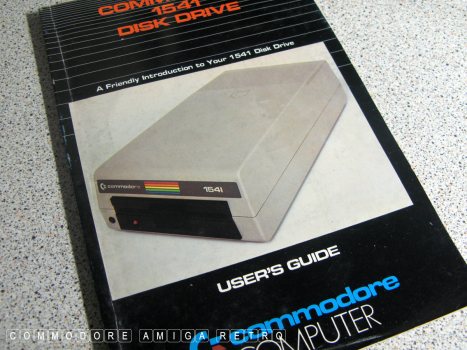 COMM
1541
DISK DRIVE
A Friendly Introduction to Your 1541 Disk Drive
commodore 1541
USER'S GUIDE
commodore
COMPUTER
COMMODORE AMIGA RETRO